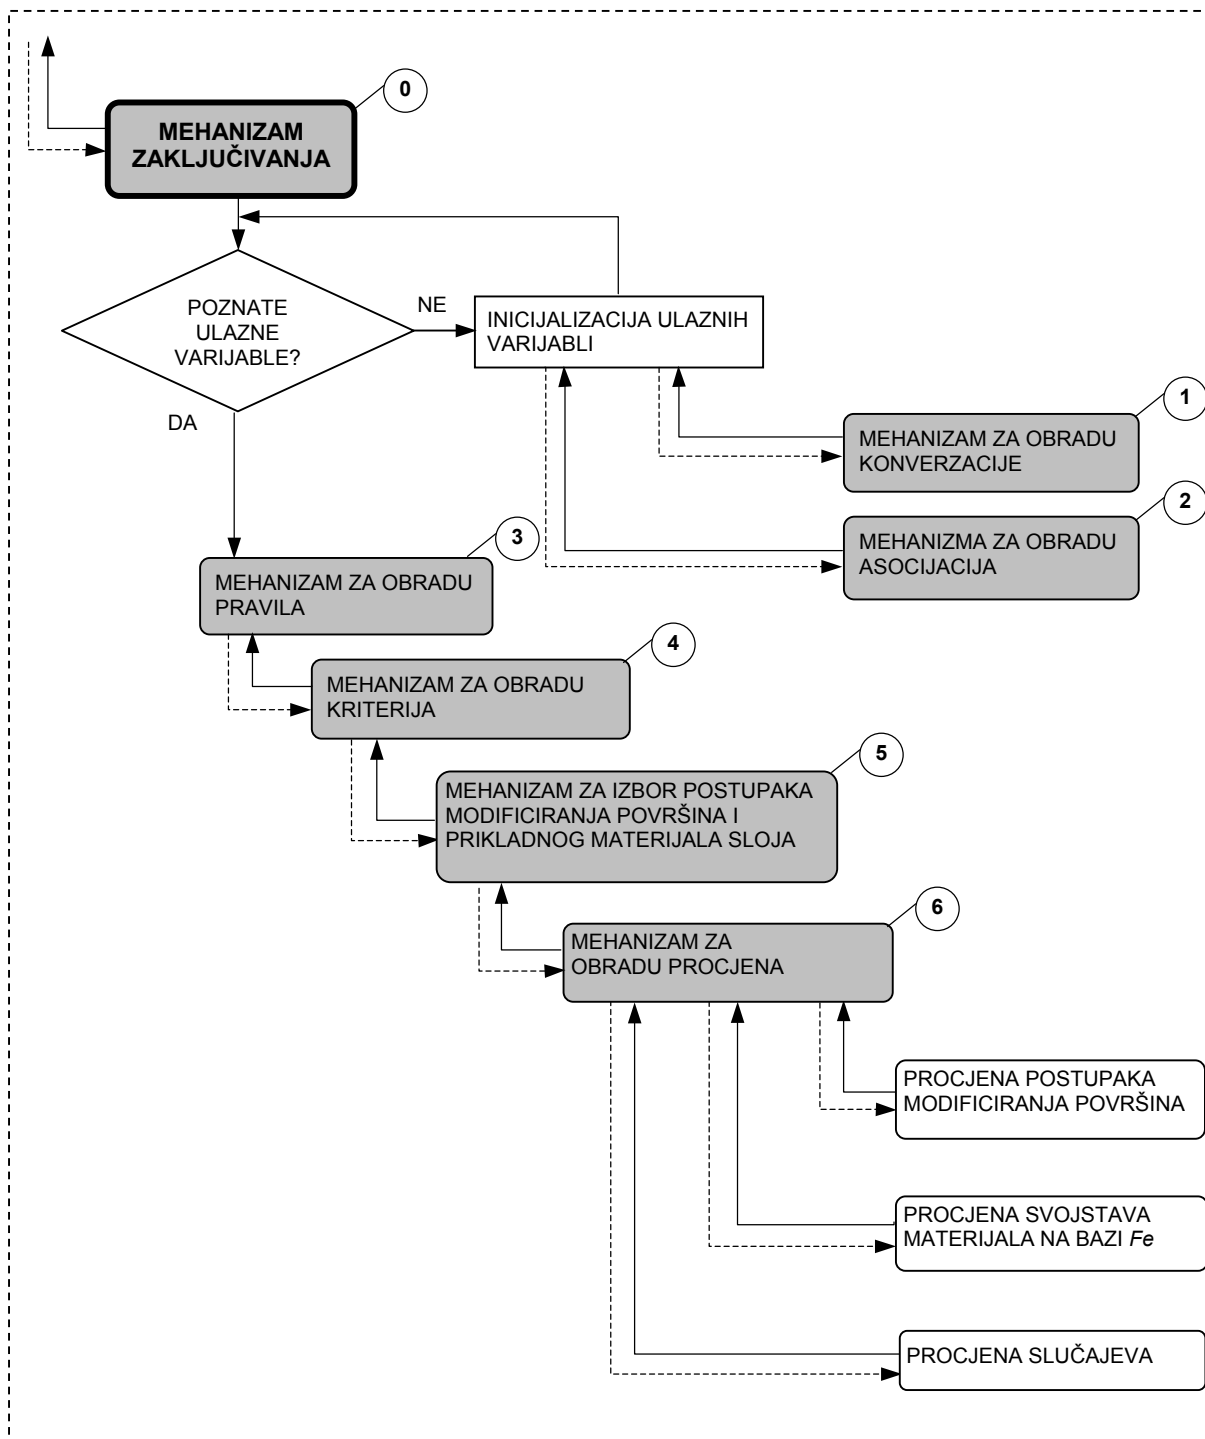 0
MEHANIZAM
ZAKLJUČIVANJA
POZNATE
ULAZNE
VARIJABLE?
NE
INICIJALIZACIJA ULAZNIH
VARIJABLI
DA
1
MEHANIZAM ZA OBRADU
KONVERZACIJE
2
MEHANIZMA ZA OBRADU
ASOCIJACIJA
3
MEHANIZAM ZA OBRADU
PRAVILA
4
MEHANIZAM ZA OBRADU
KRITERIJA
5
MEHANIZAM ZA IZBOR POSTUPAKA
MODIFICIRANJA POVRŠINA I
PRIKLADNOG MATERIJALA SLOJA
6
MEHANIZAM ZA
OBRADU PROCJENA
PROCJENA POSTUPAKA
MODIFICIRANJA POVRŠINA
PROCJENA SVOJSTAVA
MATERIJALA NA BAZI Fe
PROCJENA SLUČAJEVA